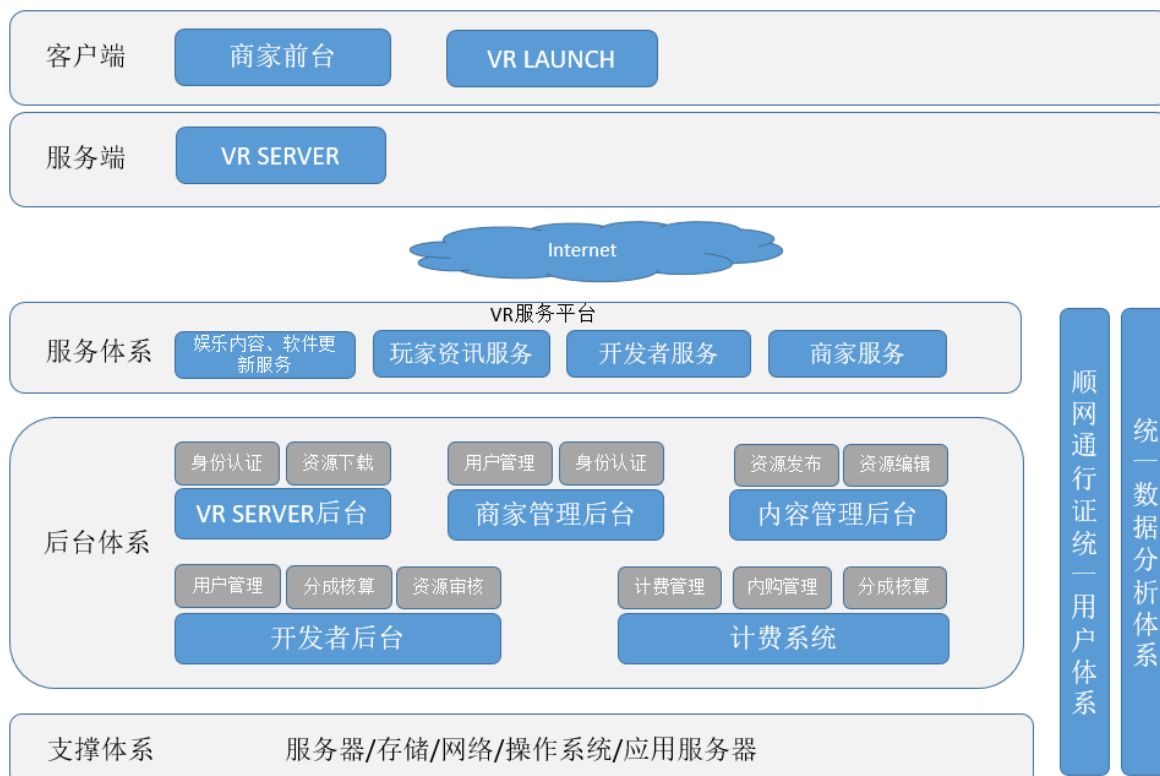 客户端
商家前台
VR LAUNCH
服务端
VR SERVER
Internet
VR服务平台
服务体系
娱乐内容、软件更
新服务
玩家资讯服务
开发者服务
商家服务
后台体系
身份认证
资源下载
VR SERVER后台
用户管理
身份认证
商家管理后台
资源发布
资源编辑
内容管理后台
用户管理
分成核算
资源审核
开发者后台
计费管理
内购管理
分成核算
计费系统
支撑体系
服务器/存储/网络/操作系统/应用服务器
顺网通行证统一用户体系
统一数据分析体系